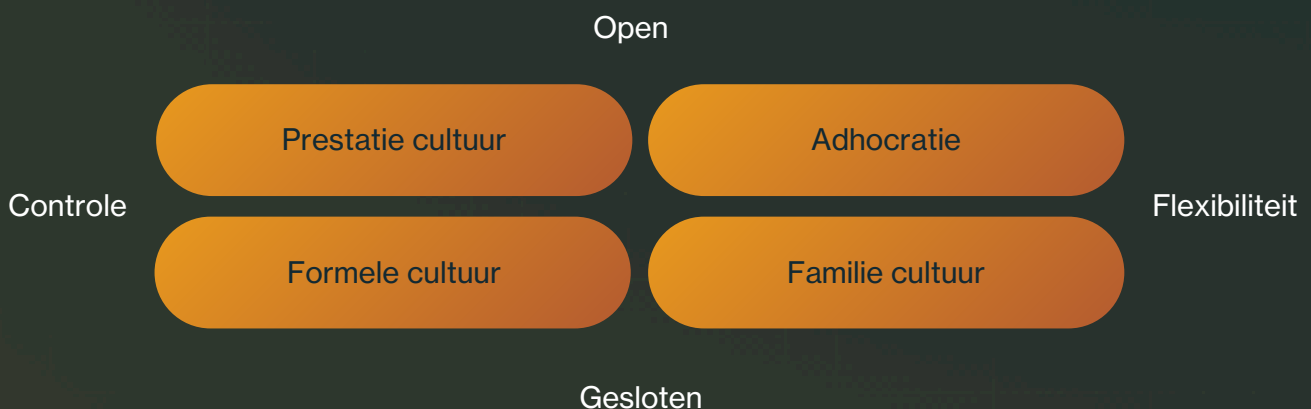 Open
Prestatie cultuur
Adhocratie
Controle
Flexibiliteit
Formele cultuur
Familie cultuur
Gesloten